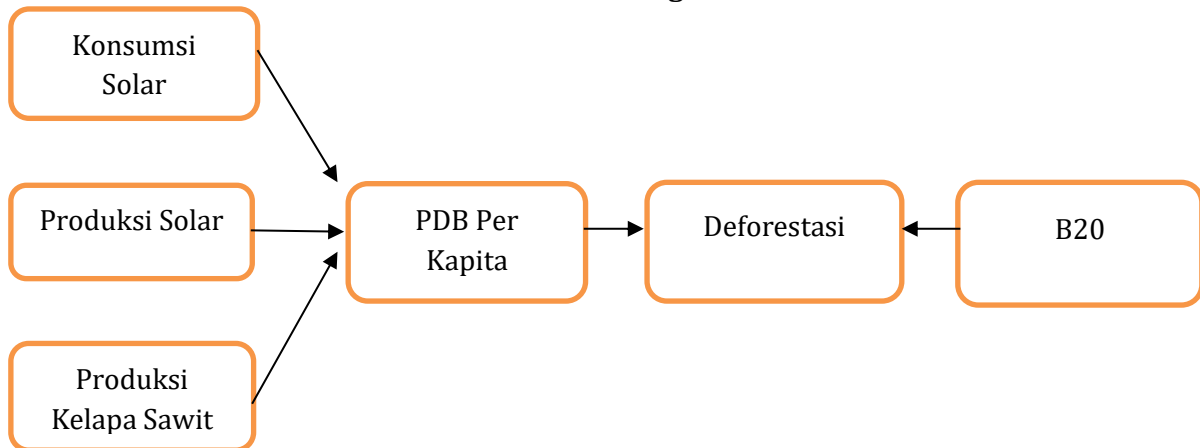 Konsumsi
Solar
Produksi Solar
PDB Per
Kapita
Deforestasi
B20
Produksi
Kelapa Sawit